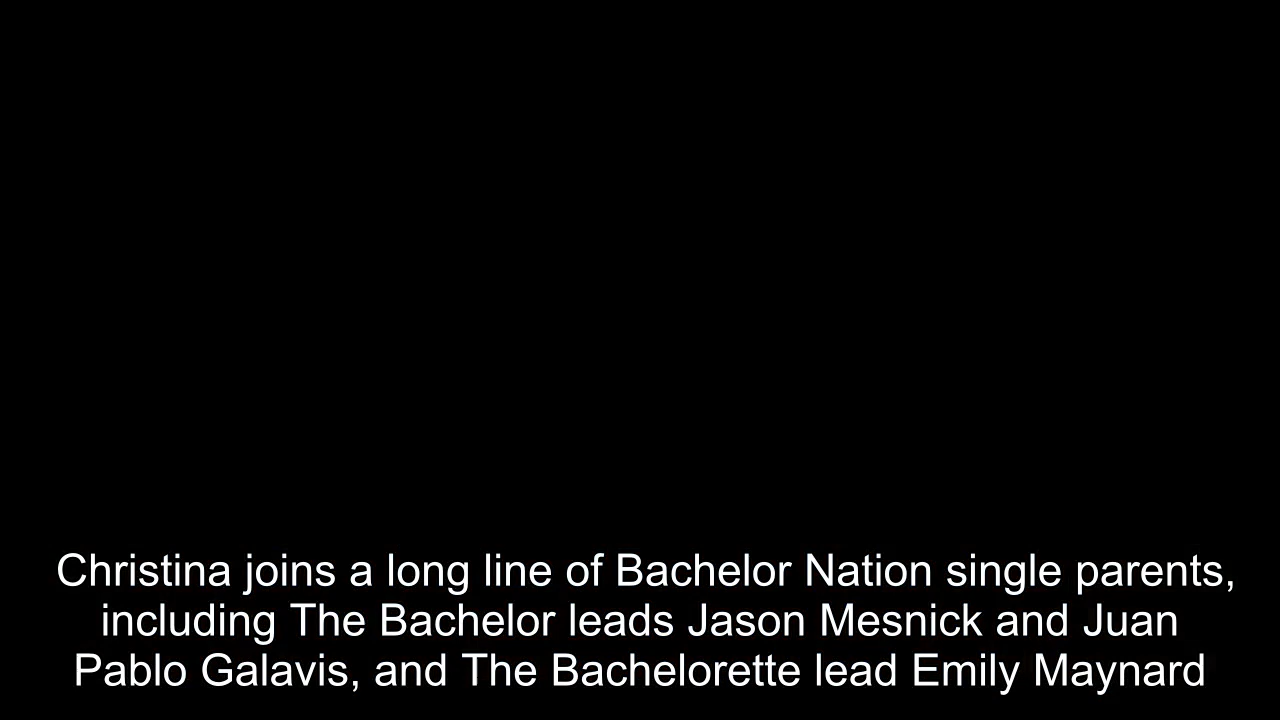 Christina joins a long line of Bachelor Nation single parents,
including The Bachelor leads Jason Mesnick and Juan
Pablo Galavis, and The Bachelorette lead Emily Maynard